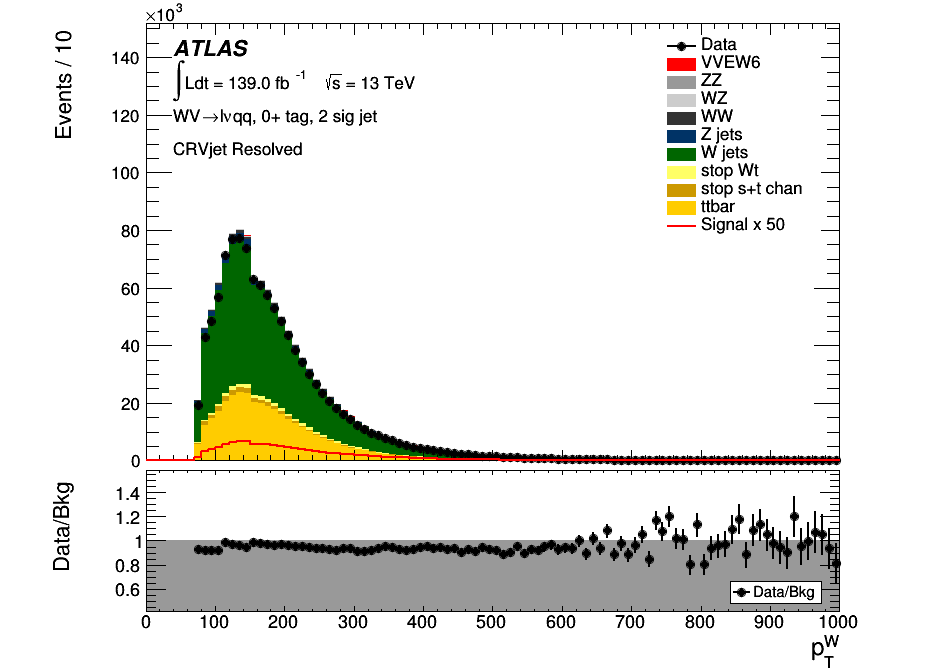 ×10³
Events / 10
140
120
100
80
60
40
20
0
ATLAS
∫Ldt = 139.0 fb⁻¹ √s = 13 TeV
WV→lνqq, 0+ tag, 2 sig jet
CRVjet Resolved
Data
VVEW6
ZZ
WZ
WW
Z jets
W jets
stop Wt
stop s+t chan
ttbar
Signal x 50
Data/Bkg
1.4
1.2
1
0.8
0.6
Data/Bkg
0 100 200 300 400 500 600 700 800 900 1000
p_T^W